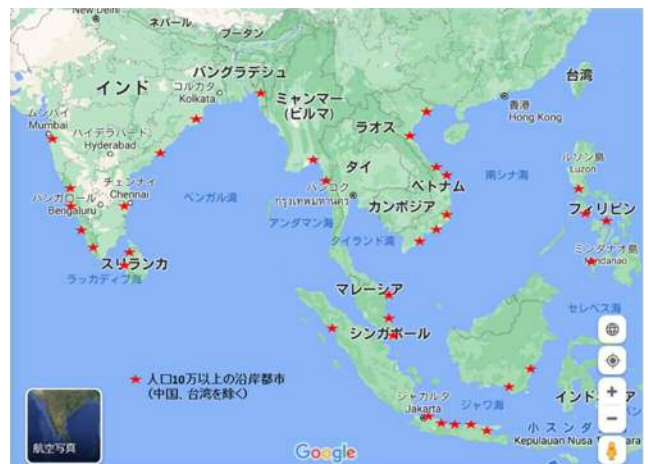 New Delhi
ネパール
ブータン
バングラデシュ
インド
コルカタ
Kolkata
ミャンマー
(ビルマ)
台湾
香港
Hong Kong
ムンバイ
Mumbai
ハイデラバード
Hyderabad
ラオス
タイ
ルソン島
Luzon
ベンガル湾
南シナ海
バンガロール
Bengaluru
チェンナイ
Chennai
バンコク
กรุงเทพมหานคร
ベトナム
カンボジア
フィリピン
アンダマン海
タイランド湾
ミンダナオ島
Mindanao
スリランカ
ラッカディブ海
マレーシア
セレベス海
シンガポール
人口10万以上の沿岸都市
(中国、台湾を除く)
ジャカルタ
Jakarta
ジャワ海
インドネシア
小スンダ
Kepulauan Nusa
航空写真
Google